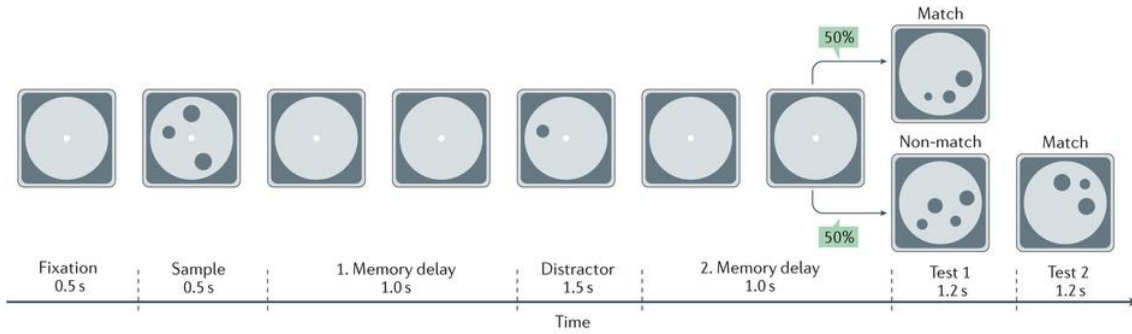 Match
50%
Non-match
Match
50%
Fixation
0.5 s
Sample
0.5 s
1. Memory delay
1.0 s
Distractor
1.5 s
2. Memory delay
1.0 s
Test 1
1.2 s
Test 2
1.2 s
Time